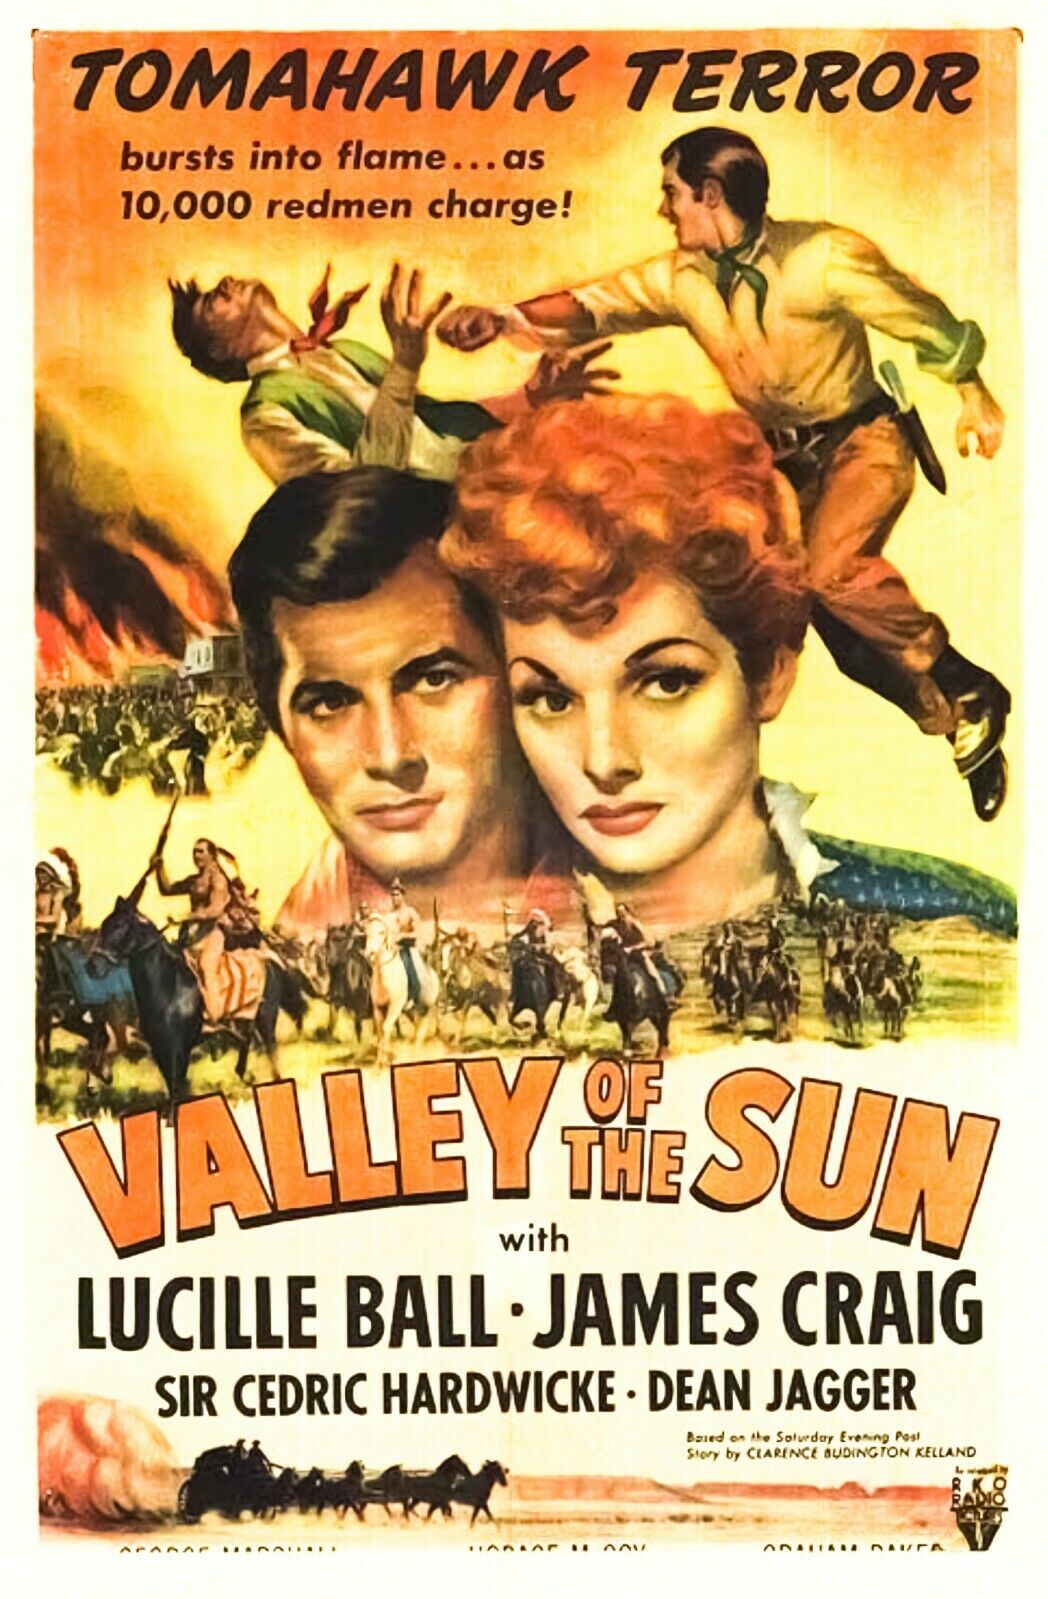 TOMAHAWK TERROR
bursts into flame...as
10,000 redmen charge!
VALLEY OF THE SUN
with
LUCILLE BALL · JAMES CRAIG
SIR CEDRIC HARDWICKE · DEAN JAGGER
Based on the Saturday Evening Post
Story by CLARENCE BUDINGTON KELLAND
RKO
RADIO